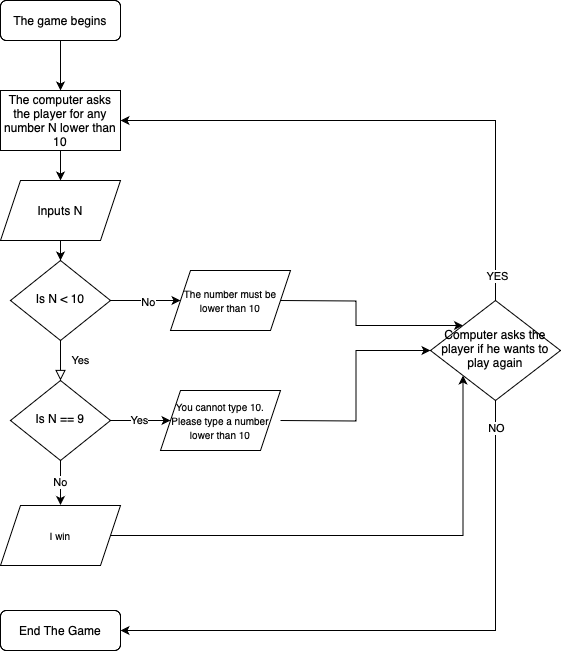 The game begins
The computer asks
the player for any
number N lower than
10
Inputs N
Is N < 10
No
The number must be
lower than 10
YES
Computer asks the
player if he wants to
play again
Yes
Is N == 9
Yes
You cannot type 10.
Please type a number
lower than 10
NO
No
I win
End The Game